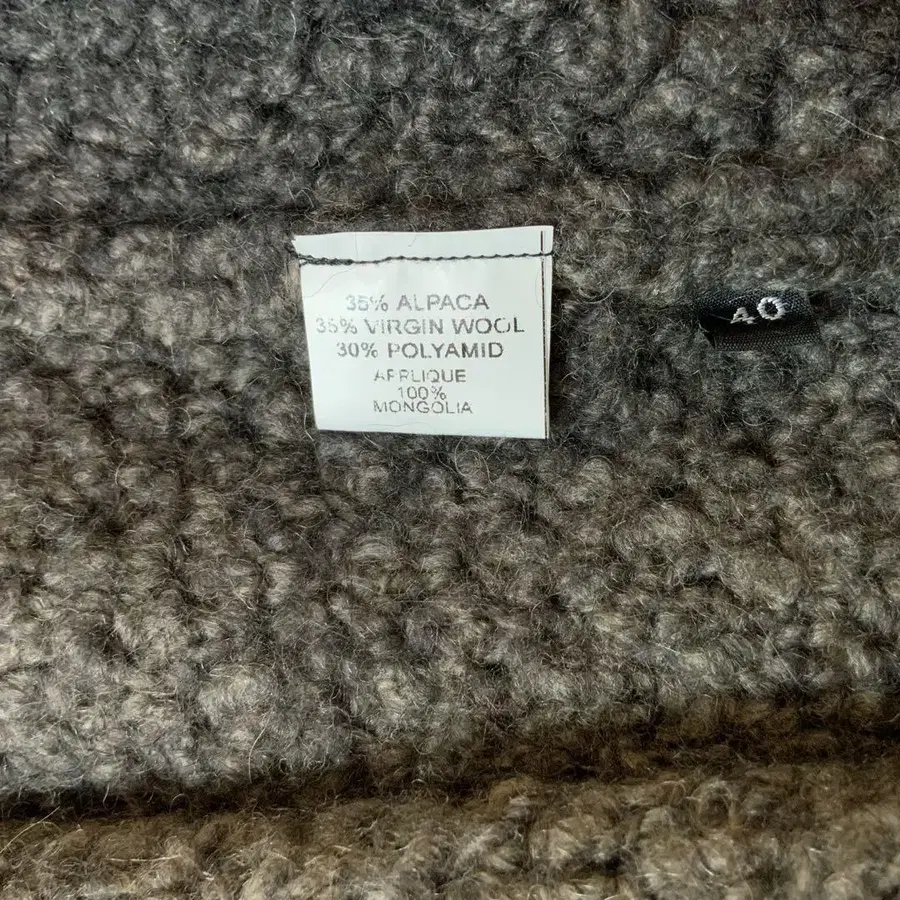 35% ALPACA
35% VIRGIN WOOL
30% POLYAMID
APPLIQUE
100%
MONGOLIA
40